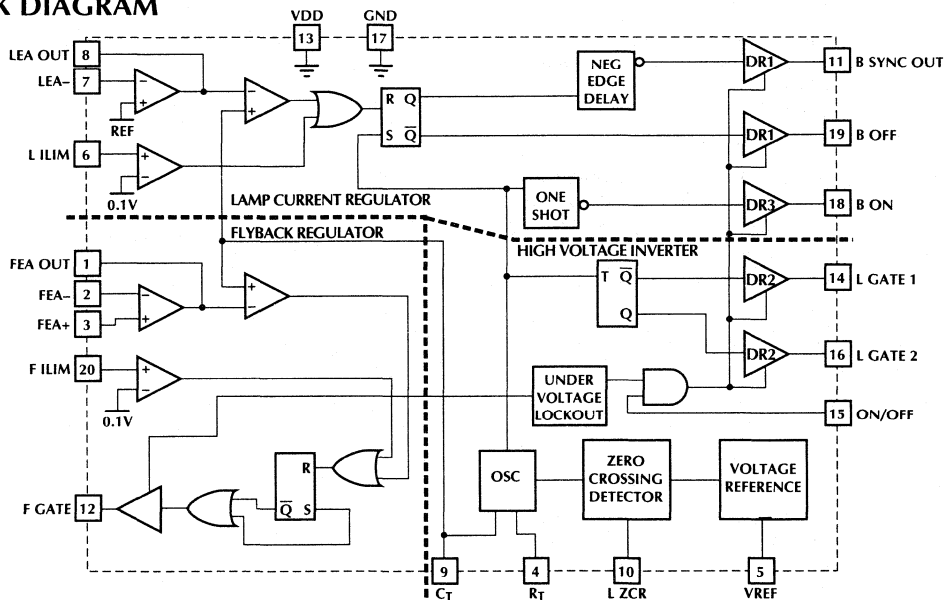 K DIAGRAM
VDD
13
GND
17
LEA OUT 8
LEA– 7
–
+
REF
–
+
R Q
S Q̅
NEG
EDGE
DELAY
DR1
11 B SYNC OUT
L ILIM 6
+
–
0.1V
DR1
19 B OFF
LAMP CURRENT REGULATOR
ONE
SHOT
DR3
18 B ON
FLYBACK REGULATOR
HIGH VOLTAGE INVERTER
FEA OUT 1
FEA– 2
FEA+ 3
–
+
+
–
T Q̅
Q
DR2
14 L GATE 1
DR2
16 L GATE 2
F ILIM 20
+
–
0.1V
UNDER
VOLTAGE
LOCKOUT
15 ON/OFF
R
Q̅ S
OSC
ZERO
CROSSING
DETECTOR
VOLTAGE
REFERENCE
F GATE 12
9
CT
4
RT
10
L ZCR
5
VREF